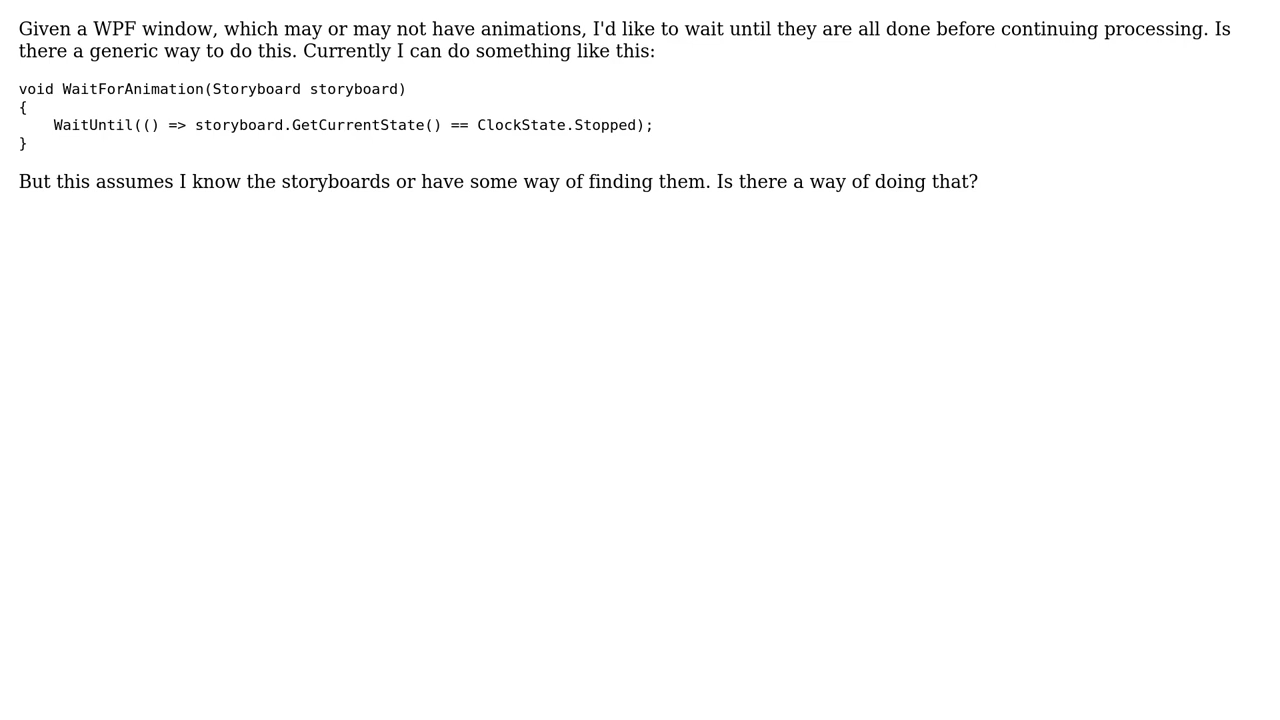 Given a WPF window, which may or may not have animations, I'd like to wait until they are all done before continuing processing. Is
there a generic way to do this. Currently I can do something like this:
void WaitForAnimation(Storyboard storyboard)
{
    WaitUntil(() => storyboard.GetCurrentState() == ClockState.Stopped);
}
But this assumes I know the storyboards or have some way of finding them. Is there a way of doing that?